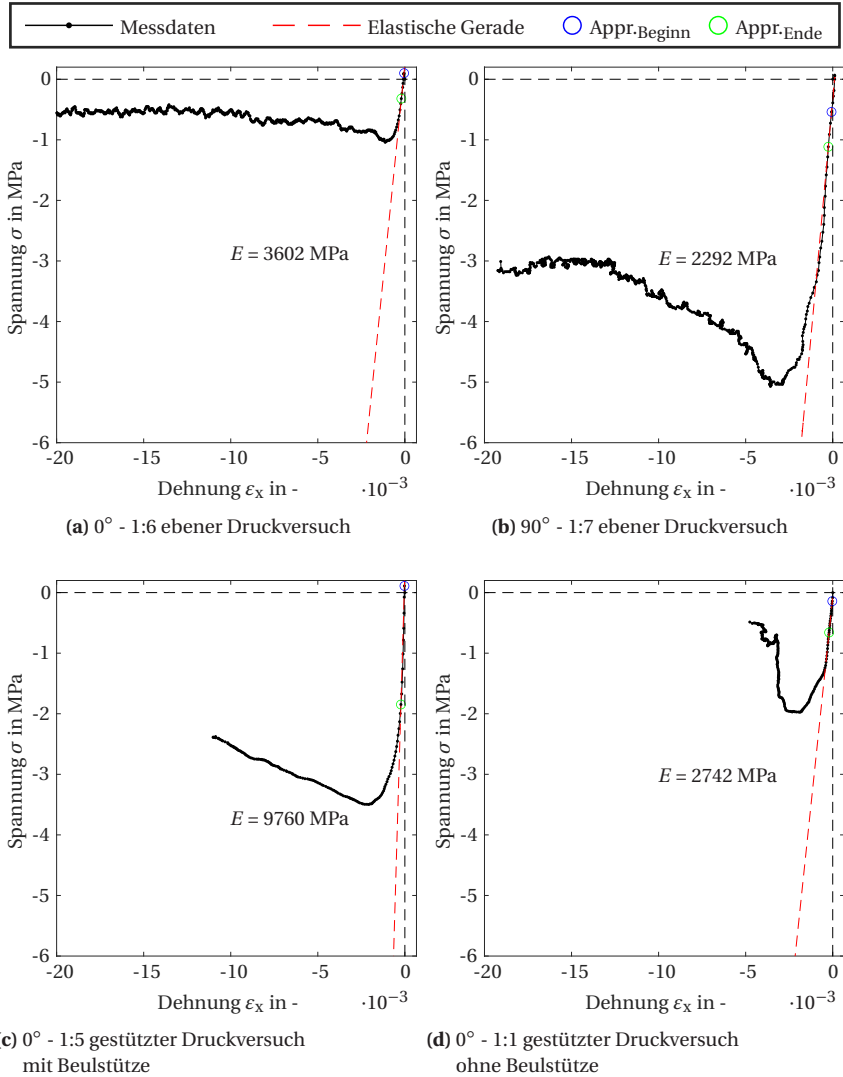 Messdaten Elastische Gerade Appr.Beginn Appr.Ende
0
-1
-2
-3
-4
-5
-6
Spannung σ in MPa
E = 3602 MPa
-20 -15 -10 -5 0
Dehnung εx in - ·10⁻³
(a) 0° - 1:6 ebener Druckversuch
0
-1
-2
-3
-4
-5
-6
Spannung σ in MPa
E = 2292 MPa
-20 -15 -10 -5 0
Dehnung εx in - ·10⁻³
(b) 90° - 1:7 ebener Druckversuch
0
-1
-2
-3
-4
-5
-6
Spannung σ in MPa
E = 9760 MPa
-20 -15 -10 -5 0
Dehnung εx in - ·10⁻³
(c) 0° - 1:5 gestützter Druckversuch
mit Beulstütze
0
-1
-2
-3
-4
-5
-6
Spannung σ in MPa
E = 2742 MPa
-20 -15 -10 -5 0
Dehnung εx in - ·10⁻³
(d) 0° - 1:1 gestützter Druckversuch
ohne Beulstütze